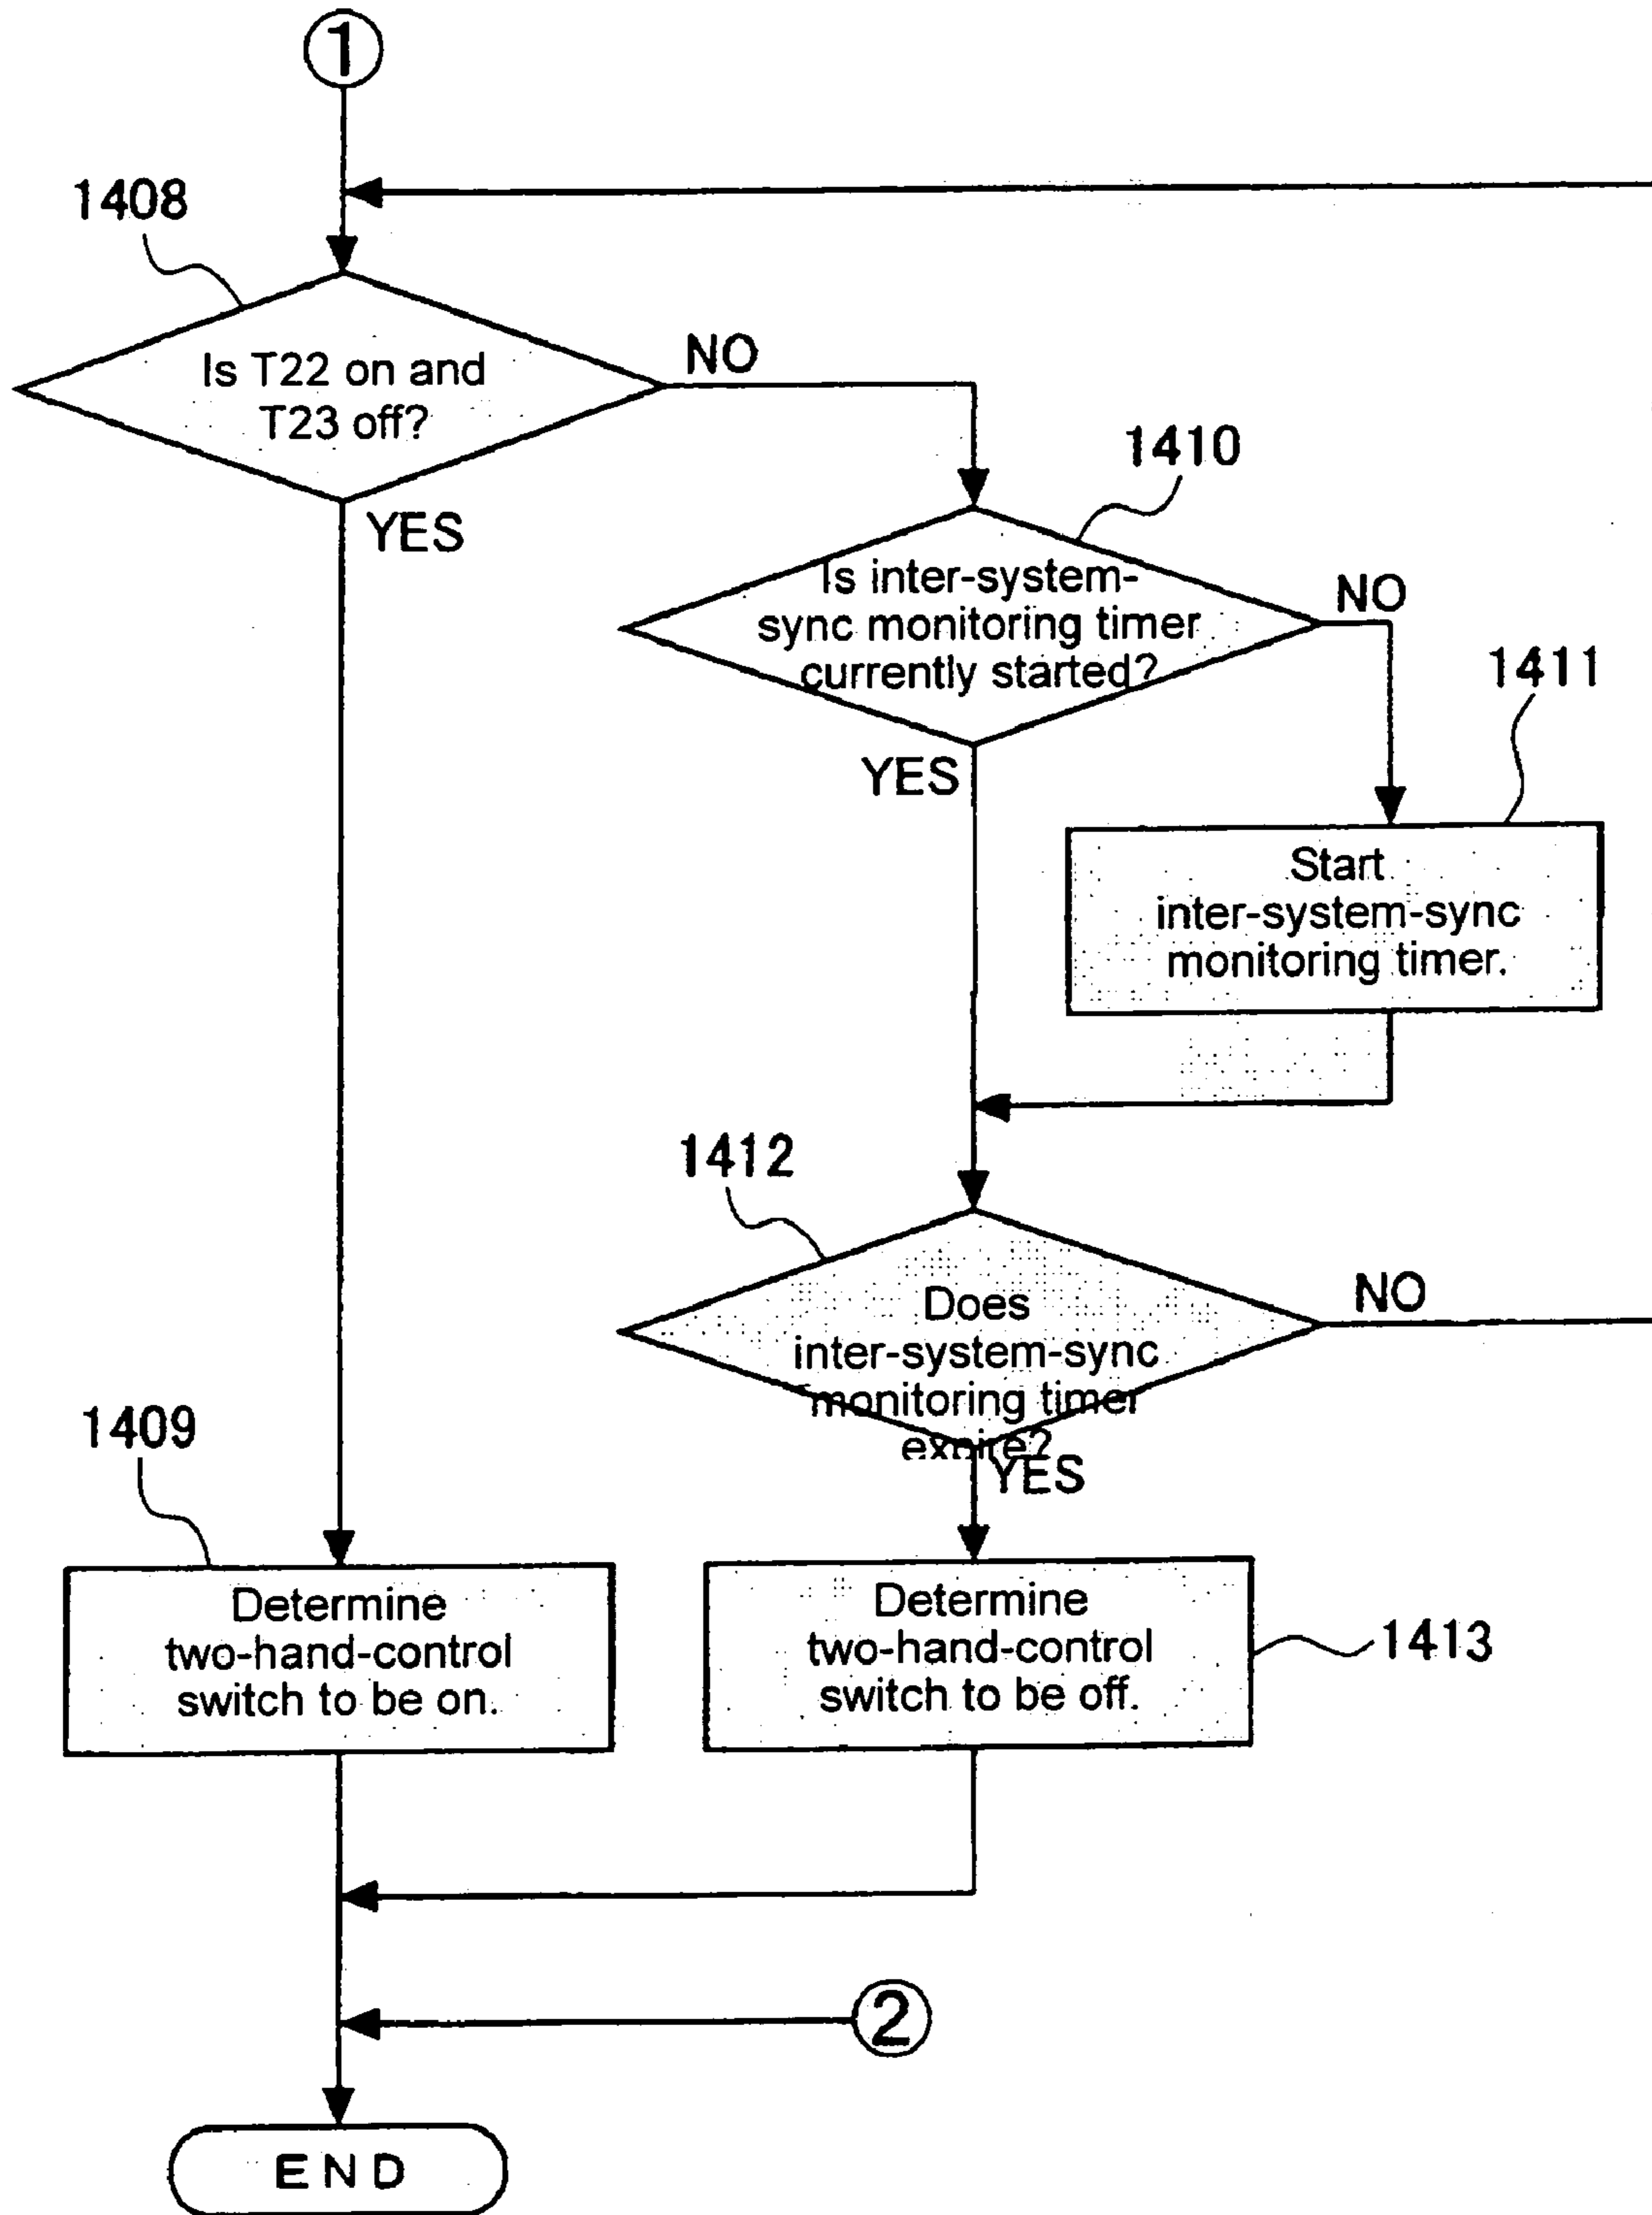 ①
1408
Is T22 on and
T23 off?
NO
YES
1410
Is inter-system-
sync monitoring timer
currently started?
NO
YES
1411
Start
inter-system-sync
monitoring timer.
1412
Does
inter-system-sync
monitoring timer
expire?
NO
YES
1409
Determine
two-hand-control
switch to be on.
Determine
two-hand-control
switch to be off.
1413
②
END